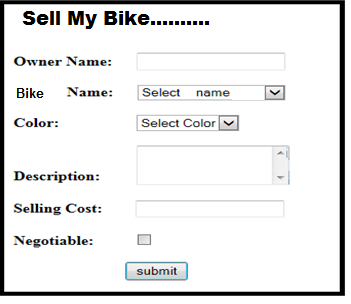 Sell My Bike..........
Owner Name:
Bike Name: Select name
Color: Select Color
Description:
Selling Cost:
Negotiable:
submit